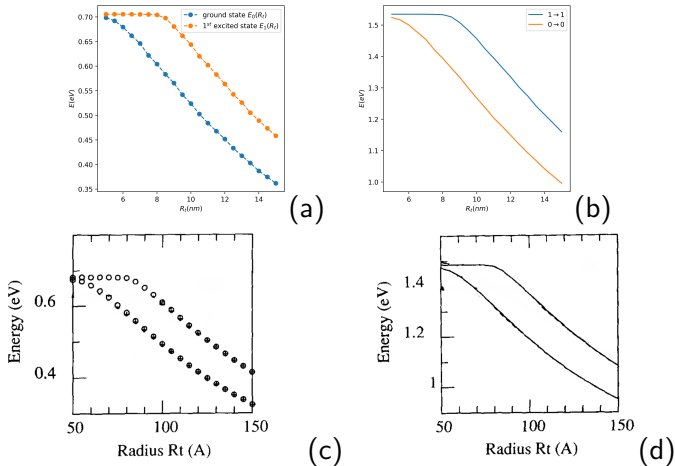 0.70
0.65
0.60
0.55
0.50
0.45
0.40
0.35
E(eV)
ground state E₀(Rₜ)
1ˢᵗ excited state E₁(Rₜ)
6 8 10 12 14
Rₜ(nm)
(a)
1.5
1.4
1.3
1.2
1.1
1.0
E(eV)
1 → 1
0 → 0
6 8 10 12 14
Rₜ(nm)
(b)
Energy (eV)
0.6
0.4
50 100 150
Radius Rt (A)
(c)
Energy (eV)
1.4
1.2
1
50 100 150
Radius Rt (A)
(d)